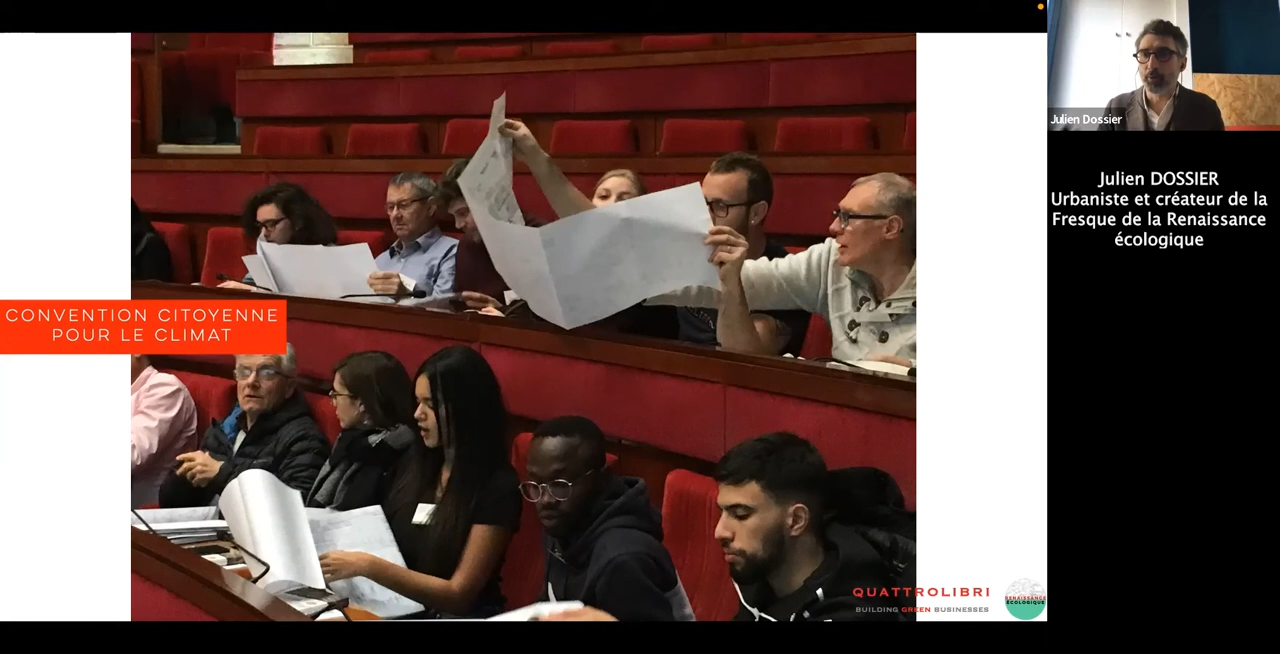 CONVENTION CITOYENNE
POUR LE CLIMAT
QUATTROLIBRI
BUILDING GREEN BUSINESSES
RENAISSANCE
ÉCOLOGIQUE
Julien Dossier
Julien DOSSIER
Urbaniste et créateur de la
Fresque de la Renaissance
écologique